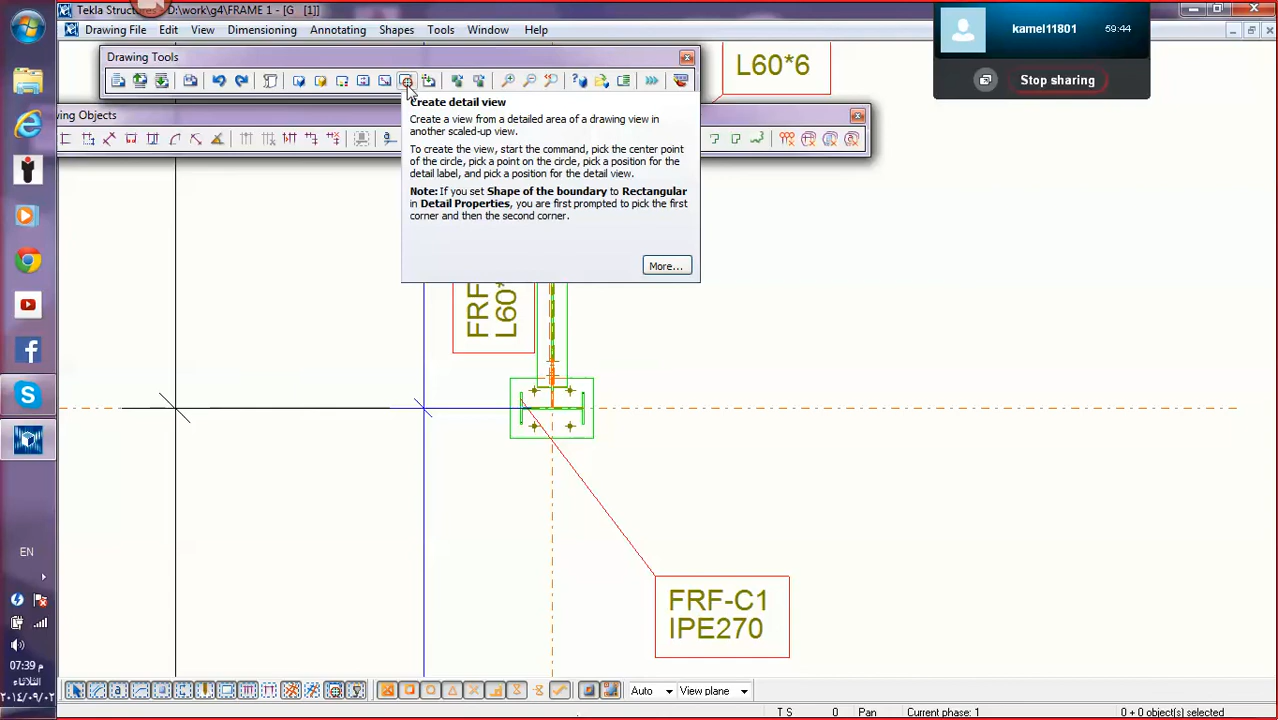 Tekla Structures - D:\work\g4\FRAME 1 - [G [1]]
Drawing File Edit View Dimensioning Annotating Shapes Tools Window Help
Drawing Tools
L60*6
Create detail view
Create a view from a detailed area of a drawing view in
another scaled-up view.
To create the view, start the command, pick the center point
of the circle, pick a point on the circle, pick a position for the
detail label, and pick a position for the detail view.
Note: If you set Shape of the boundary to Rectangular
in Detail Properties, you are first prompted to pick the first
corner and then the second corner.
More...
Objects
kamel11801 59:44
Stop sharing
FRF
L60*
FRF-C1
IPE270
EN
07:39 م
الثلاثاء
٢٠١٤/٠٩/٠٢
Auto View plane
T S 0 Pan Current phase: 1 0 + 0 object(s) selected